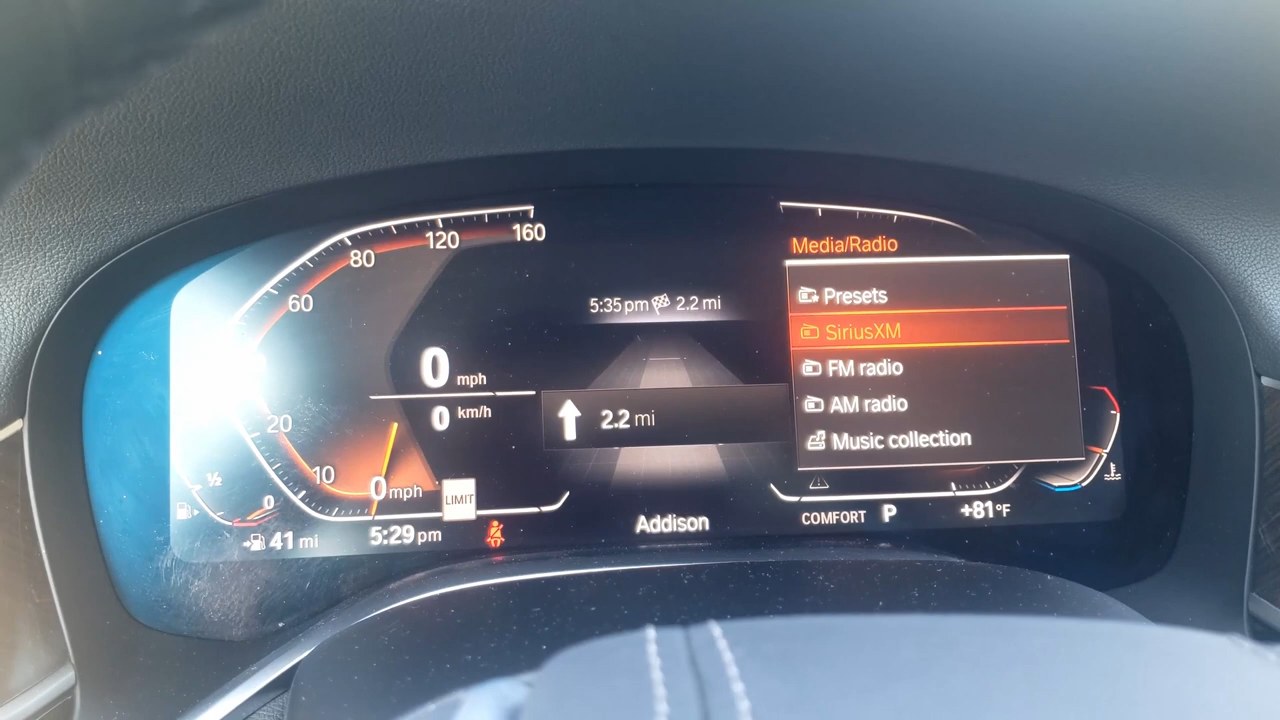 160
120
80
60
20
10
0 mph
0 mph
0 km/h
LIMIT
½
0
41 mi
5:29 pm
5:35 pm 2.2 mi
2.2 mi
Addison
Media/Radio
Presets
SiriusXM
FM radio
AM radio
Music collection
COMFORT P
+81°F